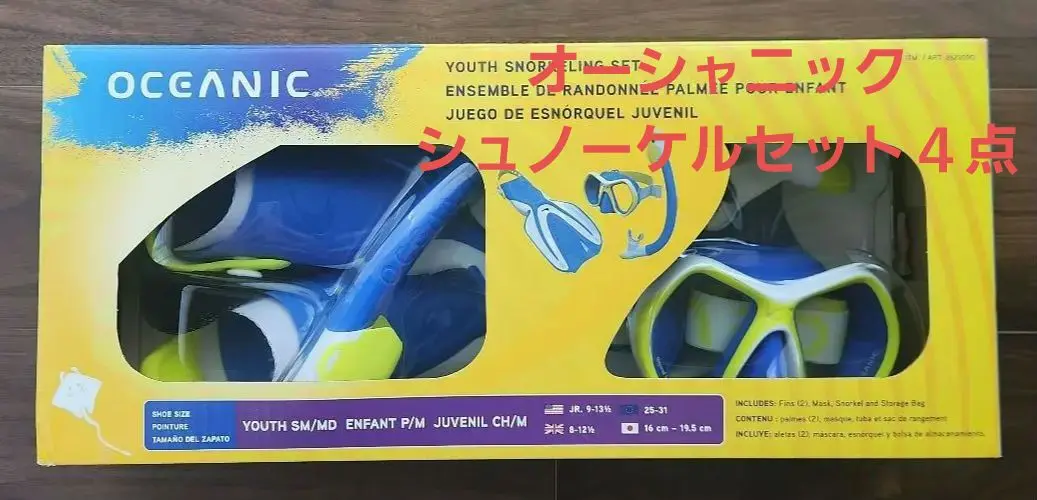 OCEANIC
YOUTH SNORKELING SET
ENSEMBLE DE RANDONNÉE PALMÉE POUR ENFANT
JUEGO DE ESNÓRQUEL JUVENIL
オーシャニック
シュノーケルセット4点
OCEANIC
OCEANIC
SHOE SIZE
POINTURE
TAMAÑO DEL ZAPATO
YOUTH SM/MD ENFANT P/M JUVENIL CH/M
JR. 9-13½
25-31
8-12½
16 cm – 19.5 cm
INCLUDES: Fins (2), Mask, Snorkel and Storage Bag
CONTENU : palmes (2), masque, tuba et sac de rangement
INCLUYE: aletas (2), máscara, esnórquel y bolsa de almacenamiento.